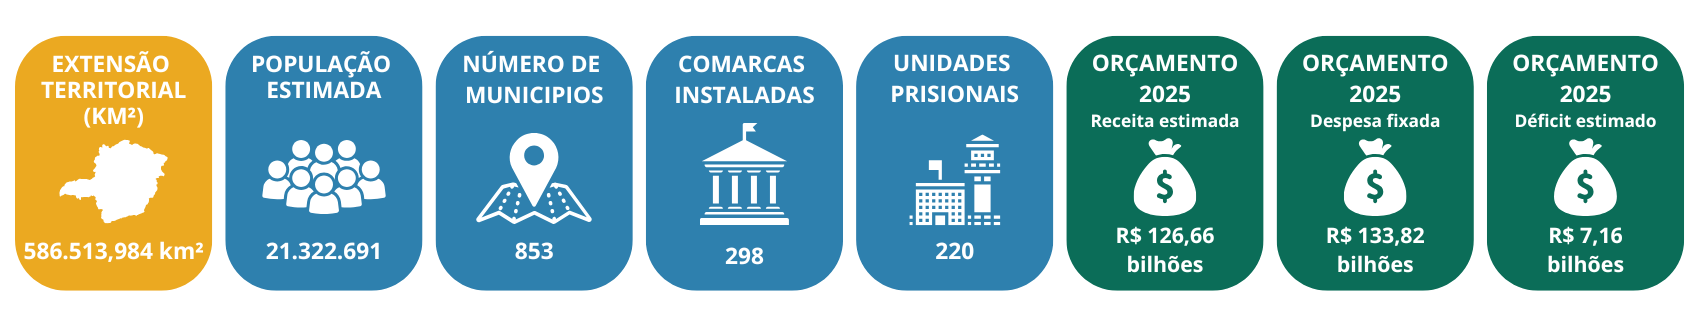 EXTENSÃO
TERRITORIAL
(KM²)
586.513,984 km²
POPULAÇÃO
ESTIMADA
21.322.691
NÚMERO DE
MUNICIPIOS
853
COMARCAS
INSTALADAS
298
UNIDADES
PRISIONAIS
220
ORÇAMENTO
2025
Receita estimada
$
R$ 126,66
bilhões
ORÇAMENTO
2025
Despesa fixada
$
R$ 133,82
bilhões
ORÇAMENTO
2025
Déficit estimado
$
R$ 7,16
bilhões